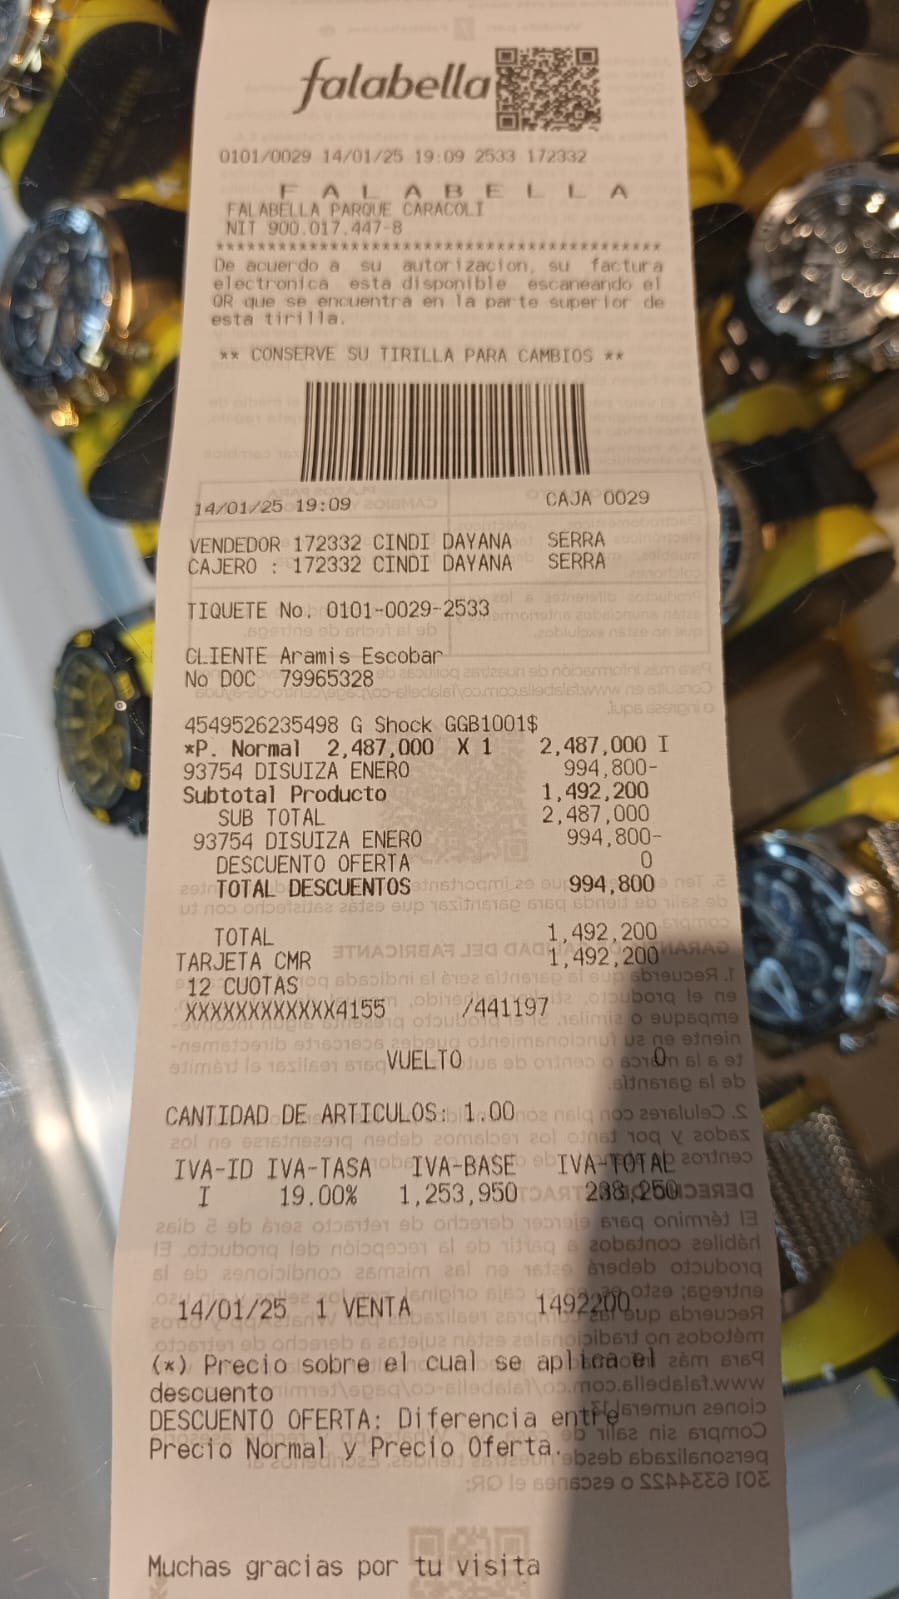 falabella
0101/0029 14/01/25 19:09 2533 172332
F A L A B E L L A
FALABELLA PARQUE CARACOLI
NIT 900.017.447-8
****************************************
De acuerdo a su autorizacion, su factura
electronica esta disponible escaneando el
QR que se encuentra en la parte superior de
esta tirilla.
** CONSERVE SU TIRILLA PARA CAMBIOS **
14/01/25 19:09 CAJA 0029
VENDEDOR 172332 CINDI DAYANA SERRA
CAJERO : 172332 CINDI DAYANA SERRA
TIQUETE No. 0101-0029-2533
CLIENTE Aramis Escobar
No DOC 79965328
4549526235498 G Shock GGB1001$
*P. Normal 2,487,000 X 1 2,487,000 I
93754 DISUIZA ENERO 994,800-
Subtotal Producto 1,492,200
SUB TOTAL 2,487,000
93754 DISUIZA ENERO 994,800-
DESCUENTO OFERTA 0
TOTAL DESCUENTOS 994,800
TOTAL 1,492,200
TARJETA CMR 1,492,200
12 CUOTAS
XXXXXXXXXXXX4155 /441197
VUELTO 0
CANTIDAD DE ARTICULOS: 1.00
IVA-ID IVA-TASA IVA-BASE IVA-TOTAL
I 19.00% 1,253,950 238,250
14/01/25 1 VENTA 1492200
(*) Precio sobre el cual se aplica el
descuento
DESCUENTO OFERTA: Diferencia entre
Precio Normal y Precio Oferta.
Muchas gracias por tu visita